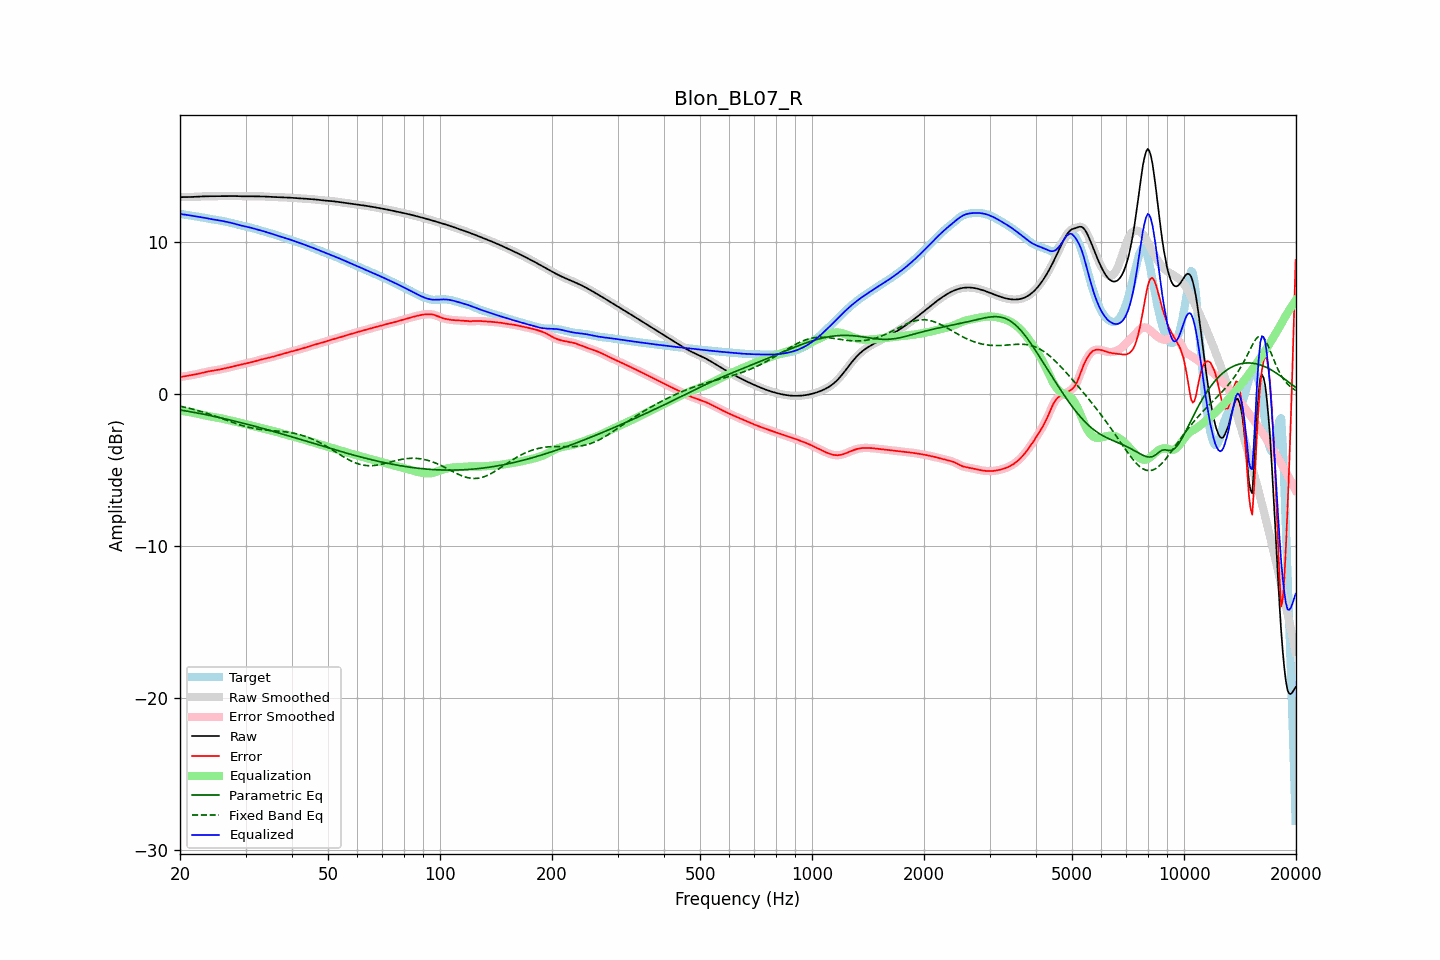 Blon_BL07_R
Amplitude (dBr)
10
0
−10
−20
−30
Target
Raw Smoothed
Error Smoothed
Raw
Error
Equalization
Parametric Eq
Fixed Band Eq
Equalized
20
50
100
200
500
1000
2000
5000
10000
20000
Frequency (Hz)